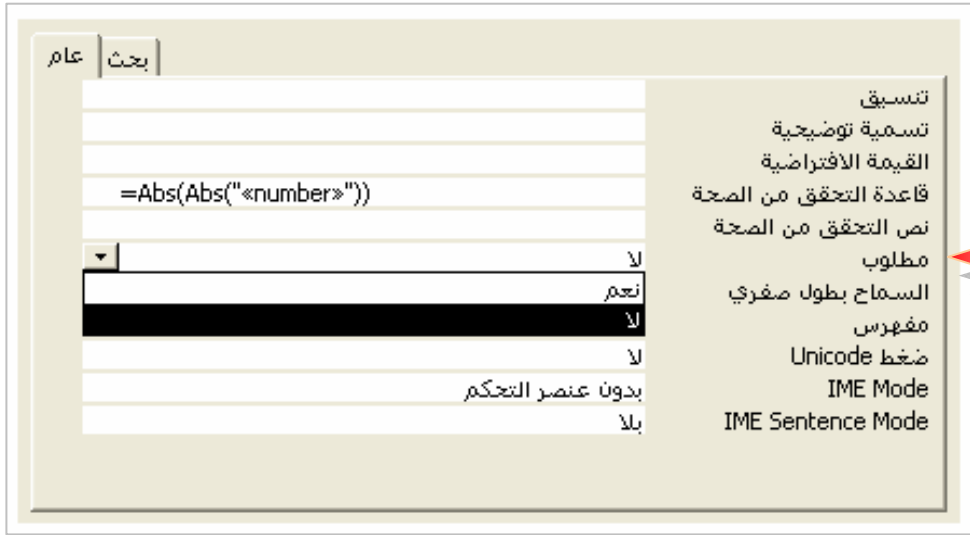 عام بحث
تنسيق
تسمية توضيحية
القيمة الافتراضية
قاعدة التحقق من الصحة =Abs(Abs("«number»"))
نص التحقق من الصحة
مطلوب لا
السماح بطول صفري نعم
مفهرس لا
ضغط Unicode لا
IME Mode بدون عنصر التحكم
IME Sentence Mode بلا